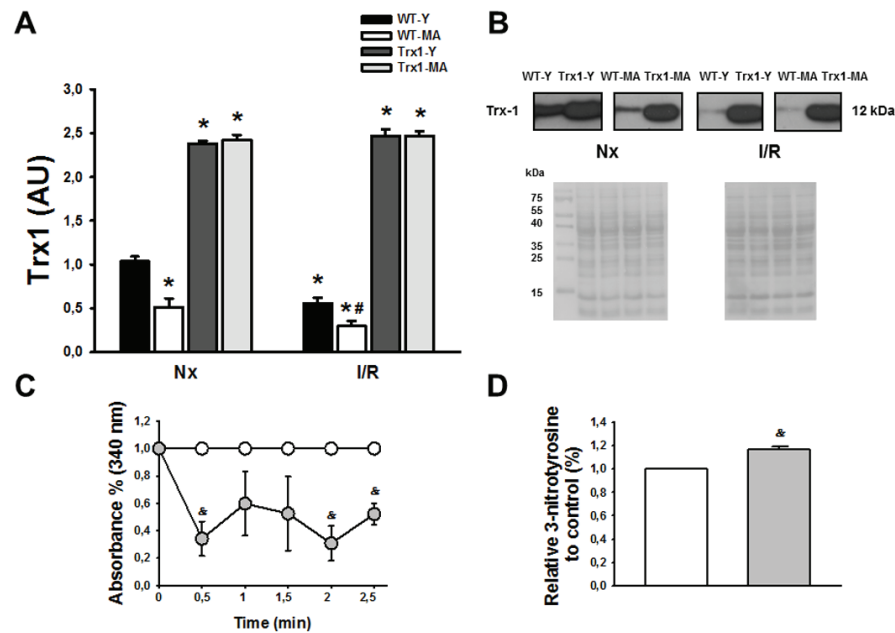 A
WT-Y
WT-MA
Trx1-Y
Trx1-MA
Trx1 (AU)
3,0
2,5
2,0
1,5
1,0
0,5
0,0
*
*
*
*
*#
*
*
Nx
I/R
B
WT-Y Trx1-Y WT-MA Trx1-MA WT-Y Trx1-Y WT-MA Trx1-MA
Trx-1
12 kDa
Nx
I/R
kDa
75
55
40
35
25
15
C
Absorbance % (340 nm)
1,2
1,0
0,8
0,6
0,4
0,2
0,0
&
&
&
0 0,5 1 1,5 2 2,5
Time (min)
D
Relative 3-nitrotyrosine
to control (%)
1,4
1,2
1,0
0,8
0,6
0,4
0,2
0,0
&